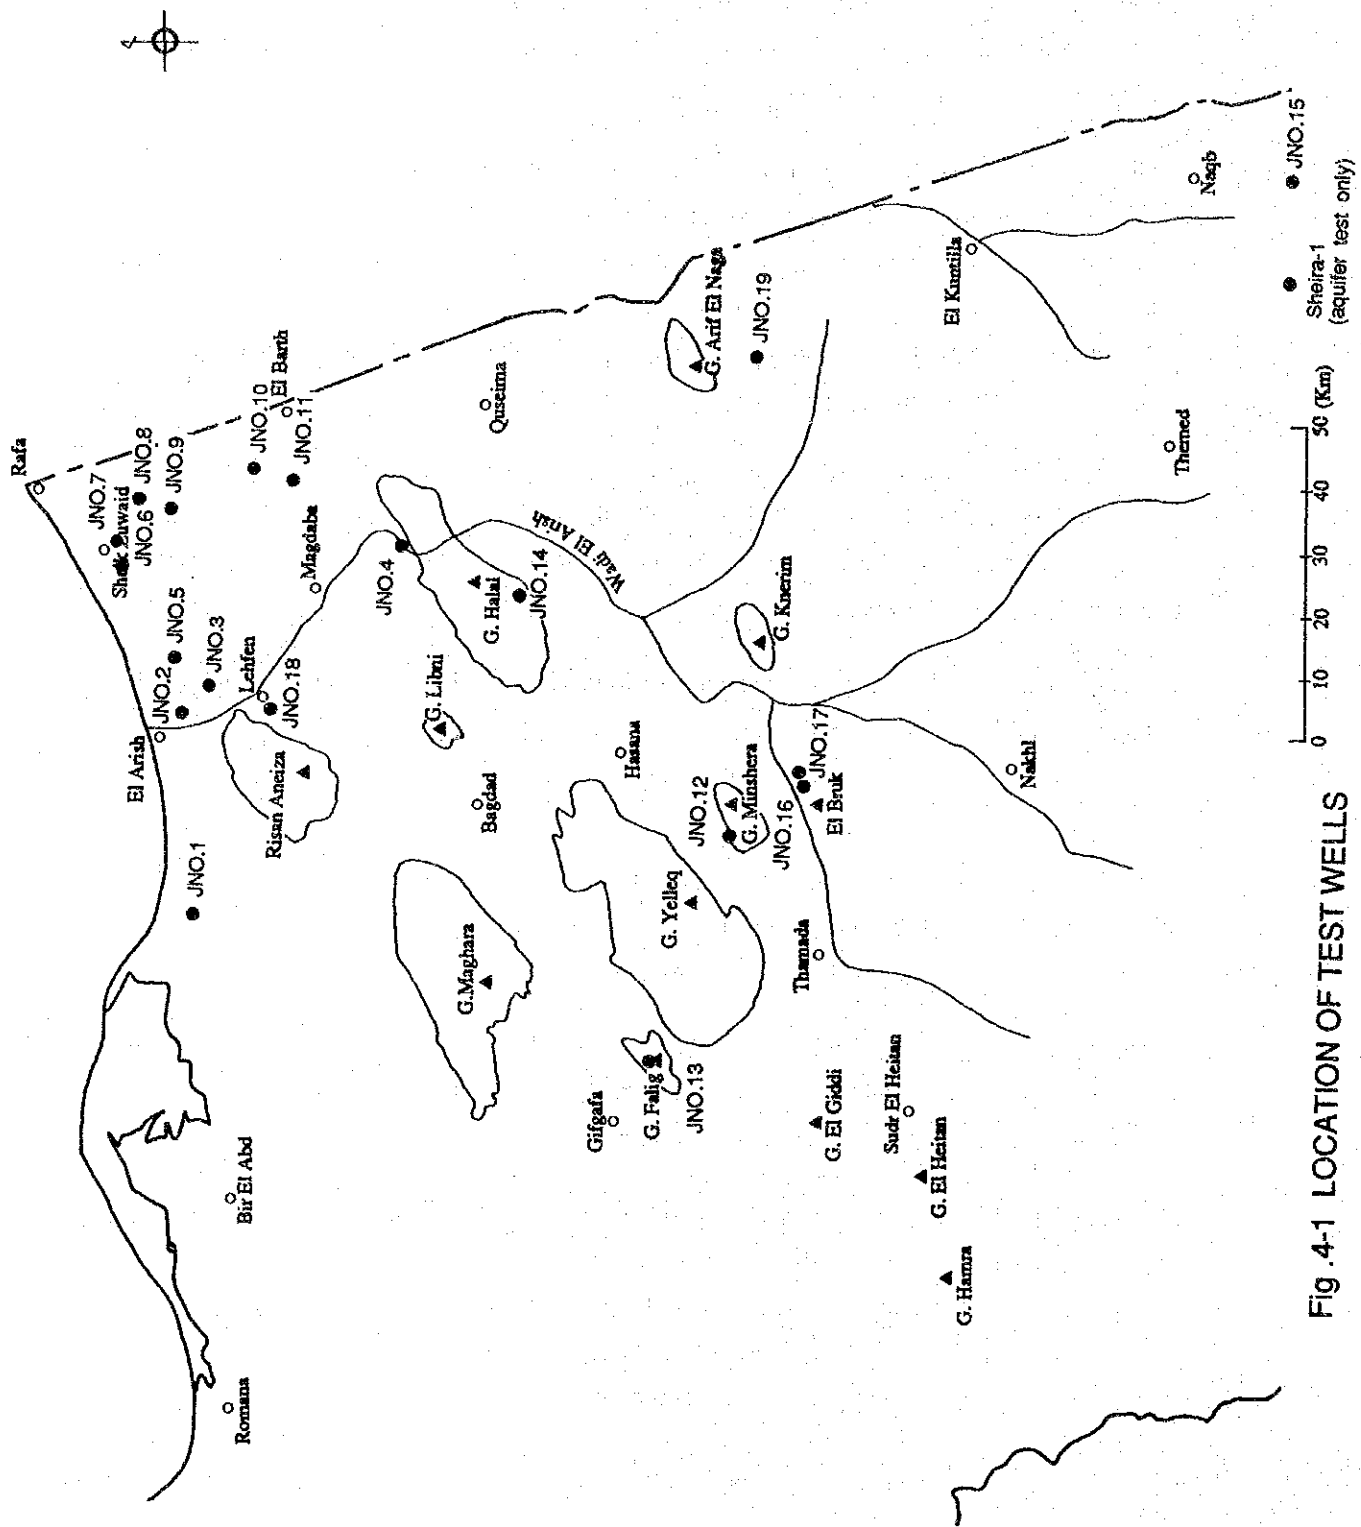 Rafa
JNO.7
Sheik Zuwaid
JNO.6
JNO.8
JNO.9
JNO.10
El Barth
JNO.11
JNO.5
JNO.2
El Arish
JNO.3
Lehfen
JNO.18
Magdaba
JNO.4
Risan Aneiza
JNO.1
Bir El Abd
Romana
G. Libni
G. Halal
JNO.14
Quseima
Wadi El Arish
Bagdad
G.Maghara
Hasana
G. Yelleq
Gifgafa
G. Falig
JNO.13
JNO.12
G. Minshera
JNO.16
JNO.17
El Bruk
G. Kherim
G. Arif El Naga
JNO.19
Thamada
G. El Giddi
Sudr El Heitan
G. El Heitan
G. Hamra
Nakhl
El Kuntilla
Themed
Naqb
JNO.15
Sheira-1
(aquifer test only)
0 10 20 30 40 50 (Km)
Fig .4-1 LOCATION OF TEST WELLS